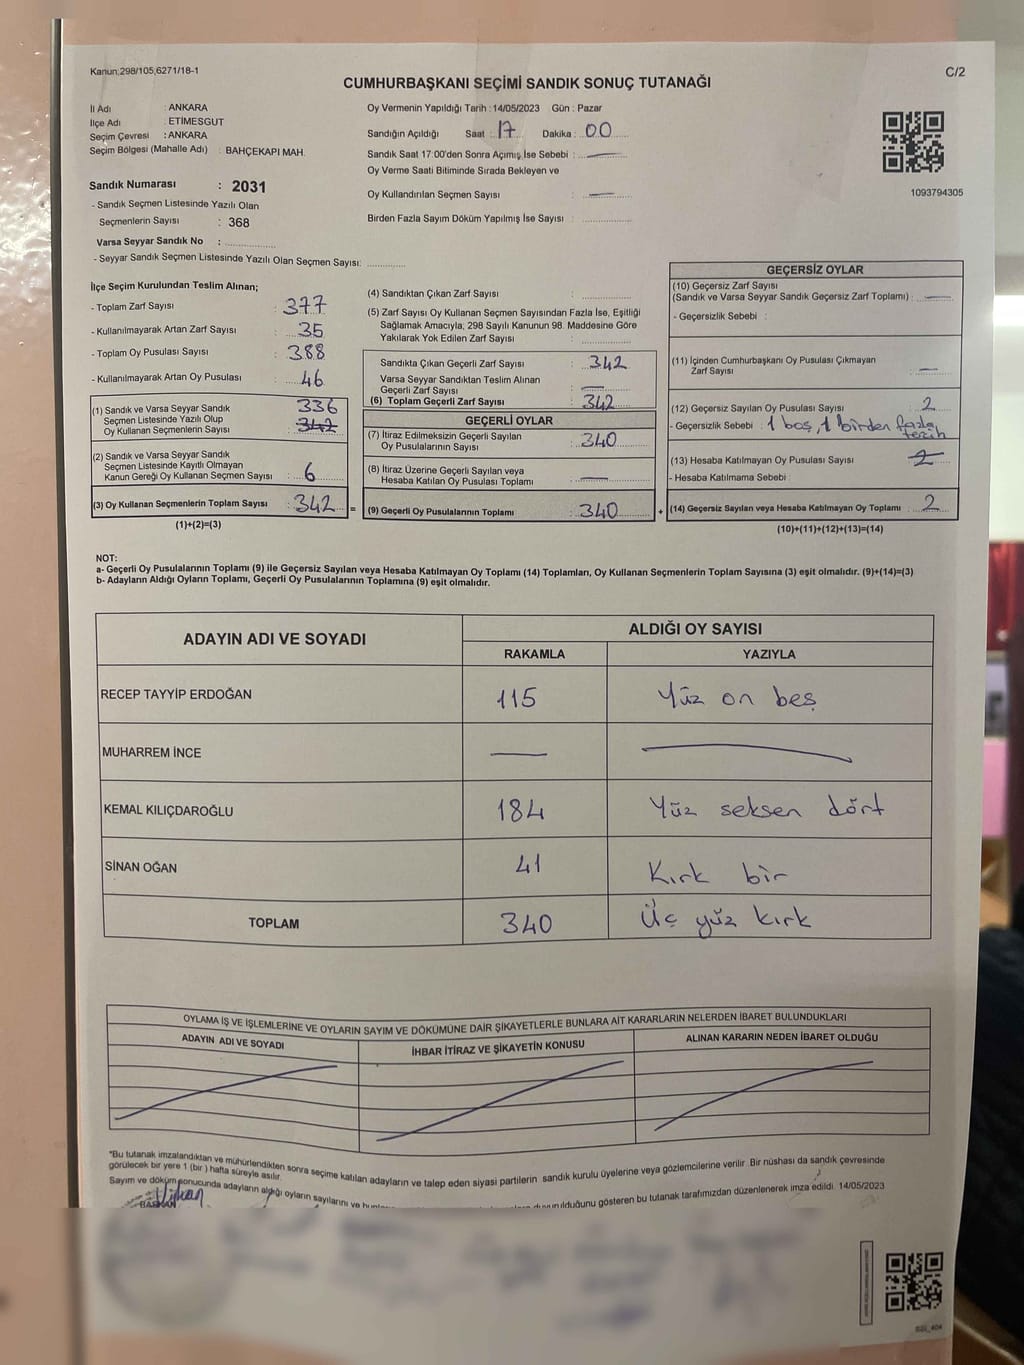 Kanun:298/105,6271/18-1
C/2
CUMHURBAŞKANI SEÇİMİ SANDIK SONUÇ TUTANAĞI
İl Adı : ANKARA
İlçe Adı : ETİMESGUT
Seçim Çevresi : ANKARA
Seçim Bölgesi (Mahalle Adı) : BAHÇEKAPI MAH.
Oy Vermenin Yapıldığı Tarih : 14/05/2023 Gün : Pazar
Sandığın Açıldığı Saat : 17 Dakika : 00
Sandık Saat 17:00'den Sonra Açımış İse Sebebi : —
Oy Verme Saati Bitiminde Sırada Bekleyen ve
Oy Kullandırılan Seçmen Sayısı : —
Birden Fazla Sayım Döküm Yapılmış İse Sayısı :
1093794305
Sandık Numarası : 2031
- Sandık Seçmen Listesinde Yazılı Olan
Seçmenlerin Sayısı : 368
Varsa Seyyar Sandık No :
- Seyyar Sandık Seçmen Listesinde Yazılı Olan Seçmen Sayısı:
İlçe Seçim Kurulundan Teslim Alınan;
- Toplam Zarf Sayısı : 377
- Kullanılmayarak Artan Zarf Sayısı : 35
- Toplam Oy Pusulası Sayısı : 388
- Kullanılmayarak Artan Oy Pusulası : 46
(1) Sandık ve Varsa Seyyar Sandık 336
Seçmen Listesinde Yazılı Olup 342
Oy Kullanan Seçmenlerin Sayısı
(2) Sandık ve Varsa Seyyar Sandık
Seçmen Listesinde Kayıtlı Olmayan
Kanun Gereği Oy Kullanan Seçmen Sayısı : 6
(3) Oy Kullanan Seçmenlerin Toplam Sayısı : 342 =
(1)+(2)=(3)
(4) Sandıktan Çıkan Zarf Sayısı :
(5) Zarf Sayısı Oy Kullanan Seçmen Sayısından Fazla İse, Eşitliği
Sağlamak Amacıyla, 298 Sayılı Kanunun 98. Maddesine Göre
Yakılarak Yok Edilen Zarf Sayısı :
Sandıkta Çıkan Geçerli Zarf Sayısı : 342
Varsa Seyyar Sandıktan Teslim Alınan
Geçerli Zarf Sayısı : —
(6) Toplam Geçerli Zarf Sayısı : 342
GEÇERLİ OYLAR
(7) İtiraz Edilmeksizin Geçerli Sayılan
Oy Pusulasının Sayısı : 340
(8) İtiraz Üzerine Geçerli Sayılan veya
Hesaba Katılan Oy Pusulası Toplamı : —
(9) Geçerli Oy Pusulalarının Toplamı : 340 +
GEÇERSİZ OYLAR
(10) Geçersiz Zarf Sayısı
(Sandık ve Varsa Seyyar Sandık Geçersiz Zarf Toplamı) : —
- Geçersizlik Sebebi :
(11) İçinden Cumhurbaşkanı Oy Pusulası Çıkmayan
Zarf Sayısı : —
(12) Geçersiz Sayılan Oy Pusulası Sayısı : 2
- Geçersizlik Sebebi : 1 boş, 1 birden fazla
tercih
(13) Hesaba Katılmayan Oy Pusulası Sayısı : 2
- Hesaba Katılmama Sebebi :
(14) Geçersiz Sayılan veya Hesaba Katılmayan Oy Toplamı : 2
(10)+(11)+(12)+(13)=(14)
NOT:
a- Geçerli Oy Pusulalarının Toplamı (9) ile Geçersiz Sayılan veya Hesaba Katılmayan Oy Toplamı (14) Toplamları, Oy Kullanan Seçmenlerin Toplam Sayısına (3) eşit olmalıdır. (9)+(14)=(3)
b- Adayların Aldığı Oyların Toplamı, Geçerli Oy Pusulalarının Toplamına (9) eşit olmalıdır.
ADAYIN ADI VE SOYADI
ALDIĞI OY SAYISI
RAKAMLA YAZIYLA
RECEP TAYYİP ERDOĞAN 115 Yüz on beş
MUHARREM İNCE — —
KEMAL KILIÇDAROĞLU 184 Yüz seksen dört
SİNAN OĞAN 41 Kırk bir
TOPLAM 340 Üç yüz kırk
OYLAMA İŞ VE İŞLEMLERİNE VE OYLARIN SAYIM VE DÖKÜMÜNE DAİR ŞİKAYETLERLE BUNLARA AİT KARARLARIN NELERDEN İBARET BULUNDUKLARI
ADAYIN ADI VE SOYADI İHBAR İTİRAZ VE ŞİKAYETİN KONUSU ALINAN KARARIN NEDEN İBARET OLDUĞU
*Bu tutanak imzalandıktan ve mühürlendikten sonra seçime katılan adayların ve talep eden siyasi partilerin sandık kurulu üyelerine veya gözlemcilerine verilir. Bir nüshası da sandık çevresinde
görülecek bir yere 1 (bir) hafta süreyle asılır.
Sayım ve döküm sonucunda adayların aldığı oyların sayılarını ve duyurulduğunu gösteren bu tutanak tarafımızdan düzenlenerek imza edildi. 14/05/2023
BAŞKAN